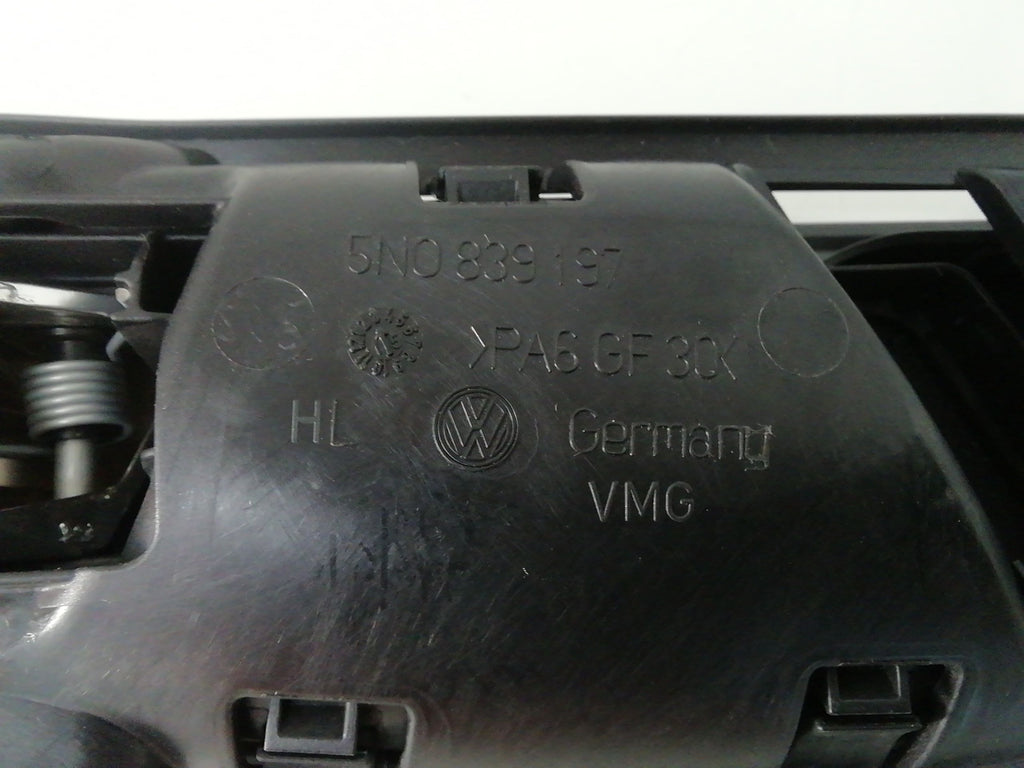 5N0 839 197
>PA6 GF 30<
HL
Germany
VMG